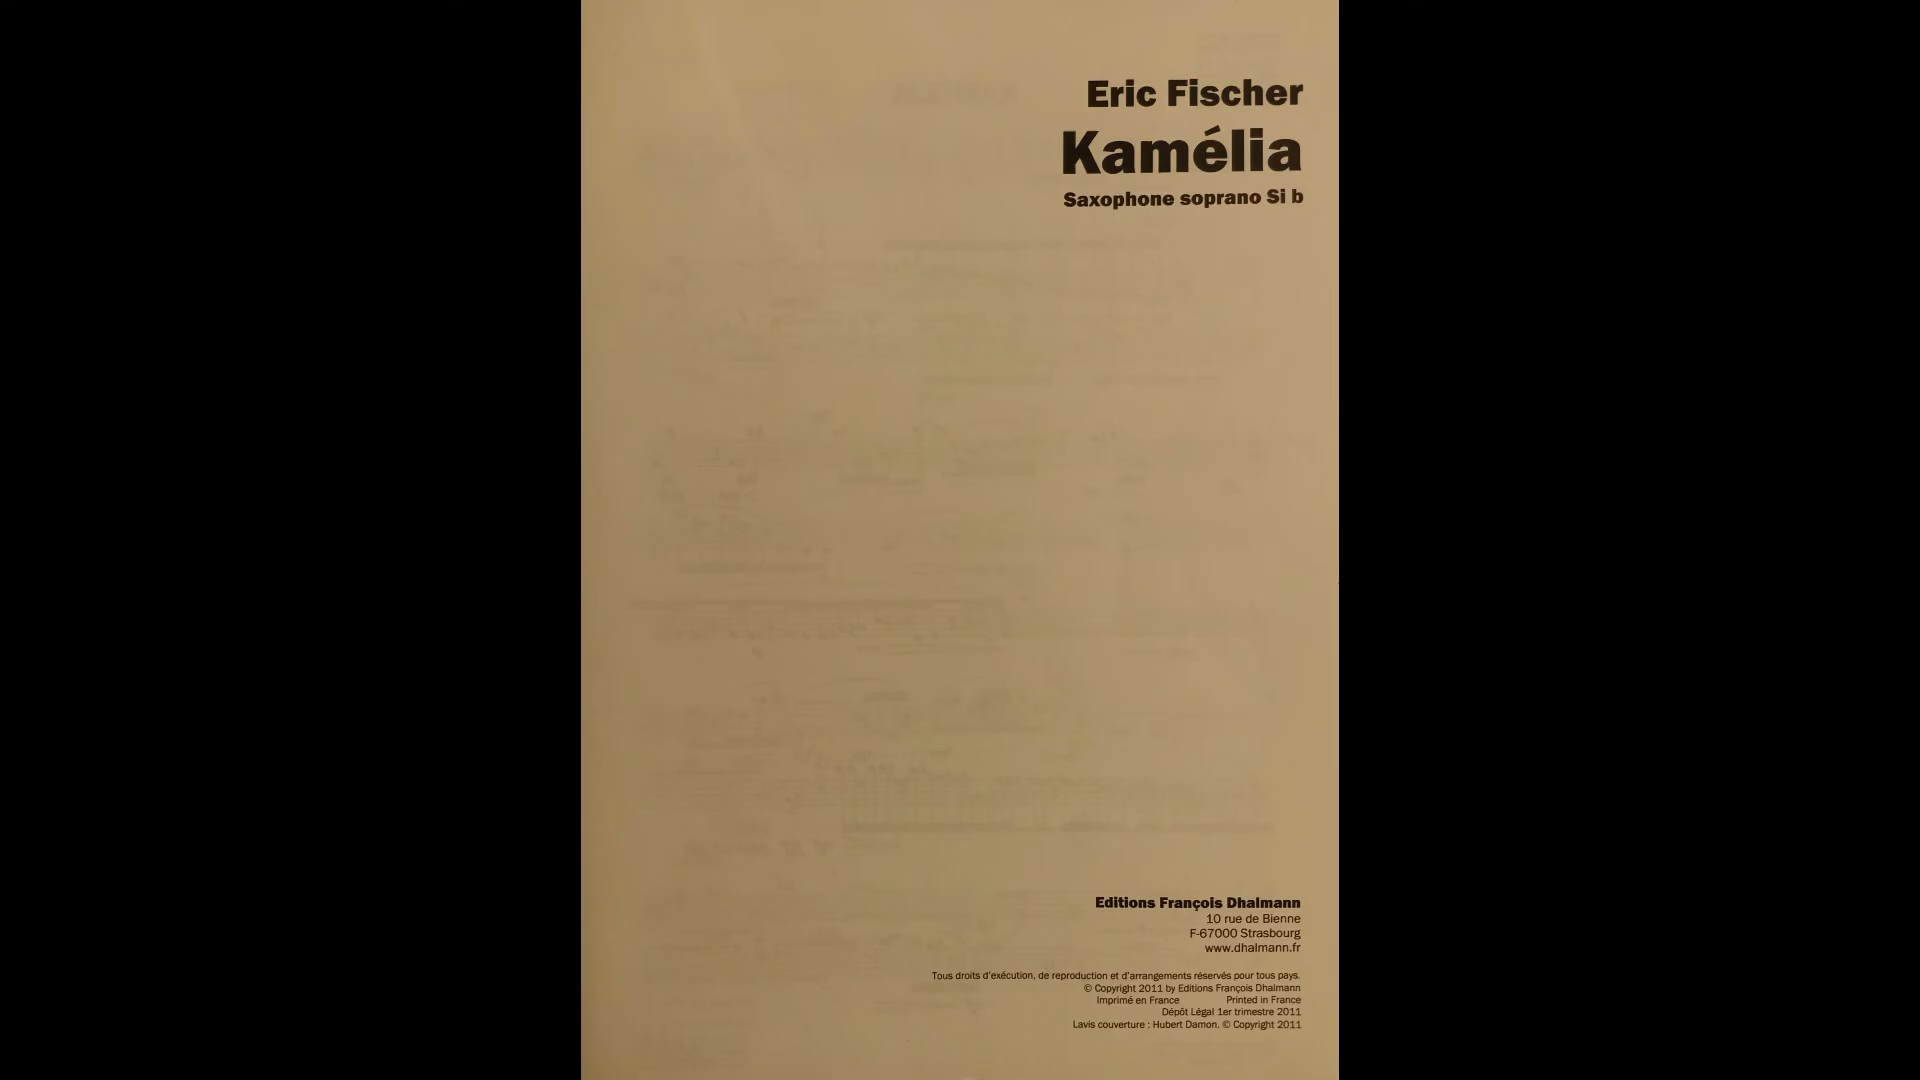 Eric Fischer
Kamélia
Saxophone soprano Si b
Editions François Dhalmann
10 rue de Bienne
F-67000 Strasbourg
www.dhalmann.fr
Tous droits d'exécution, de reproduction et d'arrangements réservés pour tous pays.
© Copyright 2011 by Editions François Dhalmann
Imprimé en France Printed in France
Dépôt Légal 1er trimestre 2011
Lavis couverture : Hubert Damon. © Copyright 2011